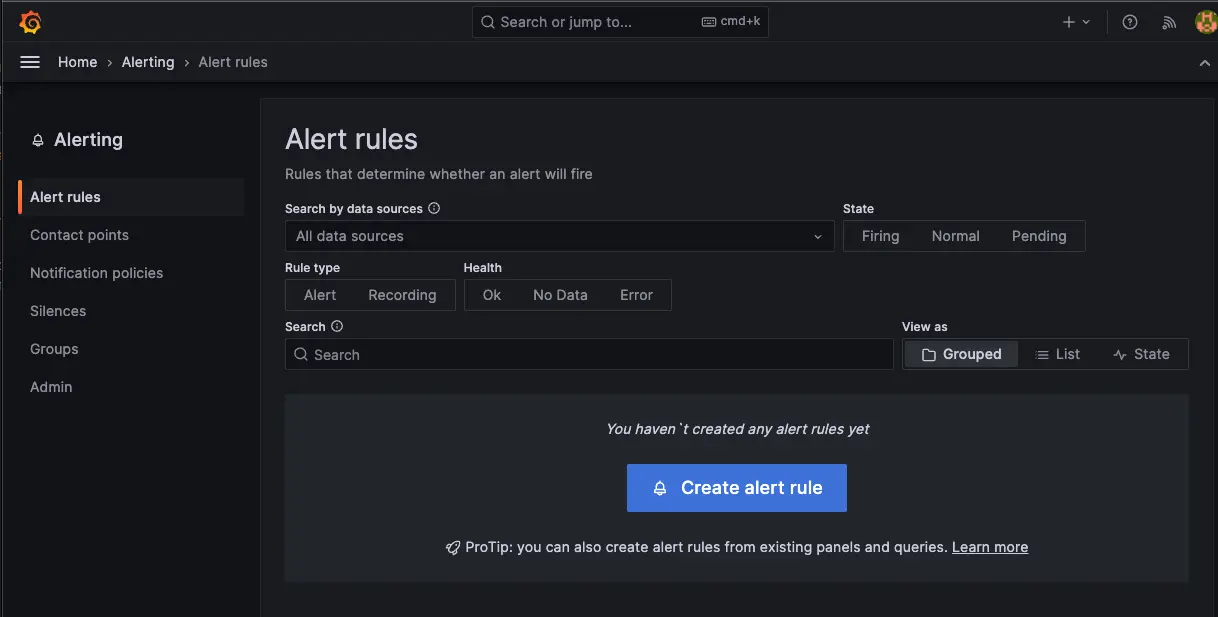 Search or jump to... cmd+k
Home › Alerting › Alert rules
Alerting
Alert rules
Contact points
Notification policies
Silences
Groups
Admin
Alert rules
Rules that determine whether an alert will fire
Search by data sources
All data sources
State
Firing Normal Pending
Rule type
Alert Recording
Health
Ok No Data Error
Search
Search
View as
Grouped List State
You haven`t created any alert rules yet
Create alert rule
ProTip: you can also create alert rules from existing panels and queries. Learn more